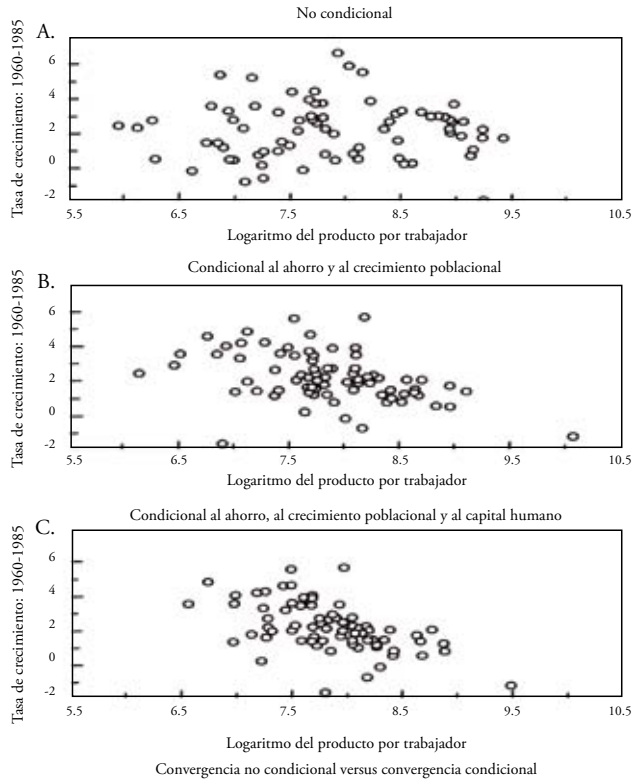 No condicional
A.
Tasa de crecimiento: 1960-1985
6
4
2
0
-2
5.5 6.5 7.5 8.5 9.5 10.5
Logaritmo del producto por trabajador
Condicional al ahorro y al crecimiento poblacional
B.
Tasa de crecimiento: 1960-1985
6
4
2
0
-2
5.5 6.5 7.5 8.5 9.5 10.5
Logaritmo del producto por trabajador
Condicional al ahorro, al crecimiento poblacional y al capital humano
C.
Tasa de crecimiento: 1960-1985
6
4
2
0
-2
5.5 6.5 7.5 8.5 9.5 10.5
Logaritmo del producto por trabajador
Convergencia no condicional versus convergencia condicional